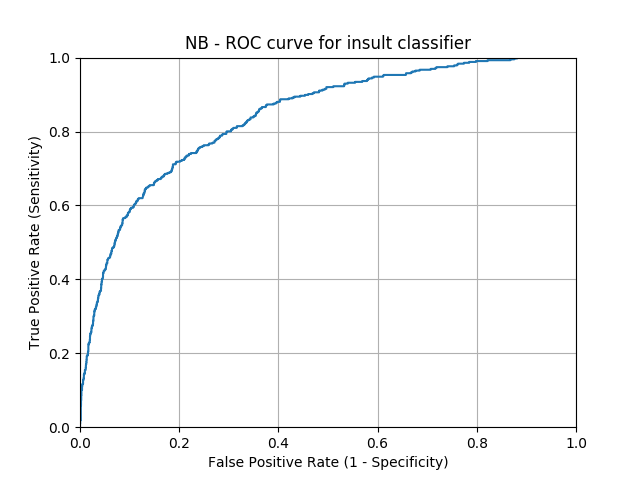 NB - ROC curve for insult classifier
1.0
0.8
0.6
0.4
0.2
0.0
True Positive Rate (Sensitivity)
0.0 0.2 0.4 0.6 0.8 1.0
False Positive Rate (1 - Specificity)